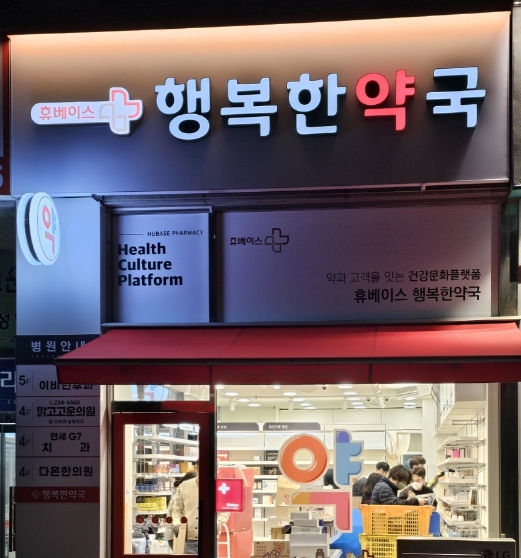 휴베이스 행복한약국
약
HUBASE PHARMACY
Health
Culture
Platform
휴베이스
약과 고객을 잇는 건강문화플랫폼
휴베이스 행복한약국
병원안내
5F 이비인후과
234-6460
4F 맑고고운의원
4F 연세 G7
치과
4F 다온한의원
행복한약국
약국